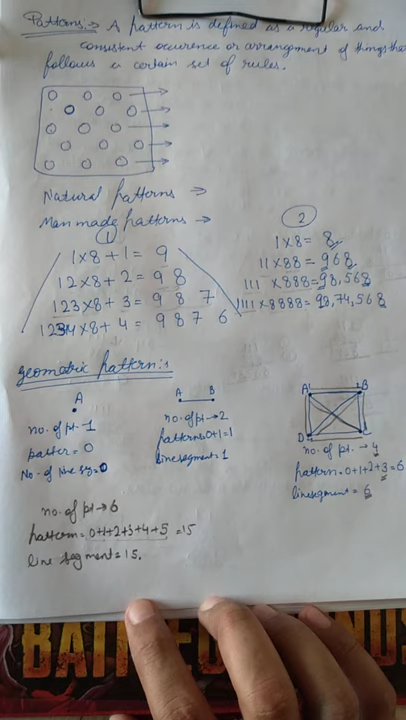 Patterns → A pattern is defined as a regular and
consistent occurence or arrangement of things the
follows a certain set of rules.
Natural patterns →
Man made patterns →
①
1x8+1 = 9
12x8+2 = 98
123x8+3 = 987
1234x8+4 = 9876
②
1x8= 8
11x88 = 968
111x888=98,568
1111x8888=98,74,568
geometric patterns
A
no. of pt - 1
patter = 0
No - of line seg = 0
A B
no. of pt → 2
patterns: 0+1=1
line segment = 1
A B
D C
no. of pt. → 4
pattern = 0+1+2+3=6
linesegment = 6
no. of pt → 6
pattern = 0+1+2+3+4+5 = 15
line segment = 15.